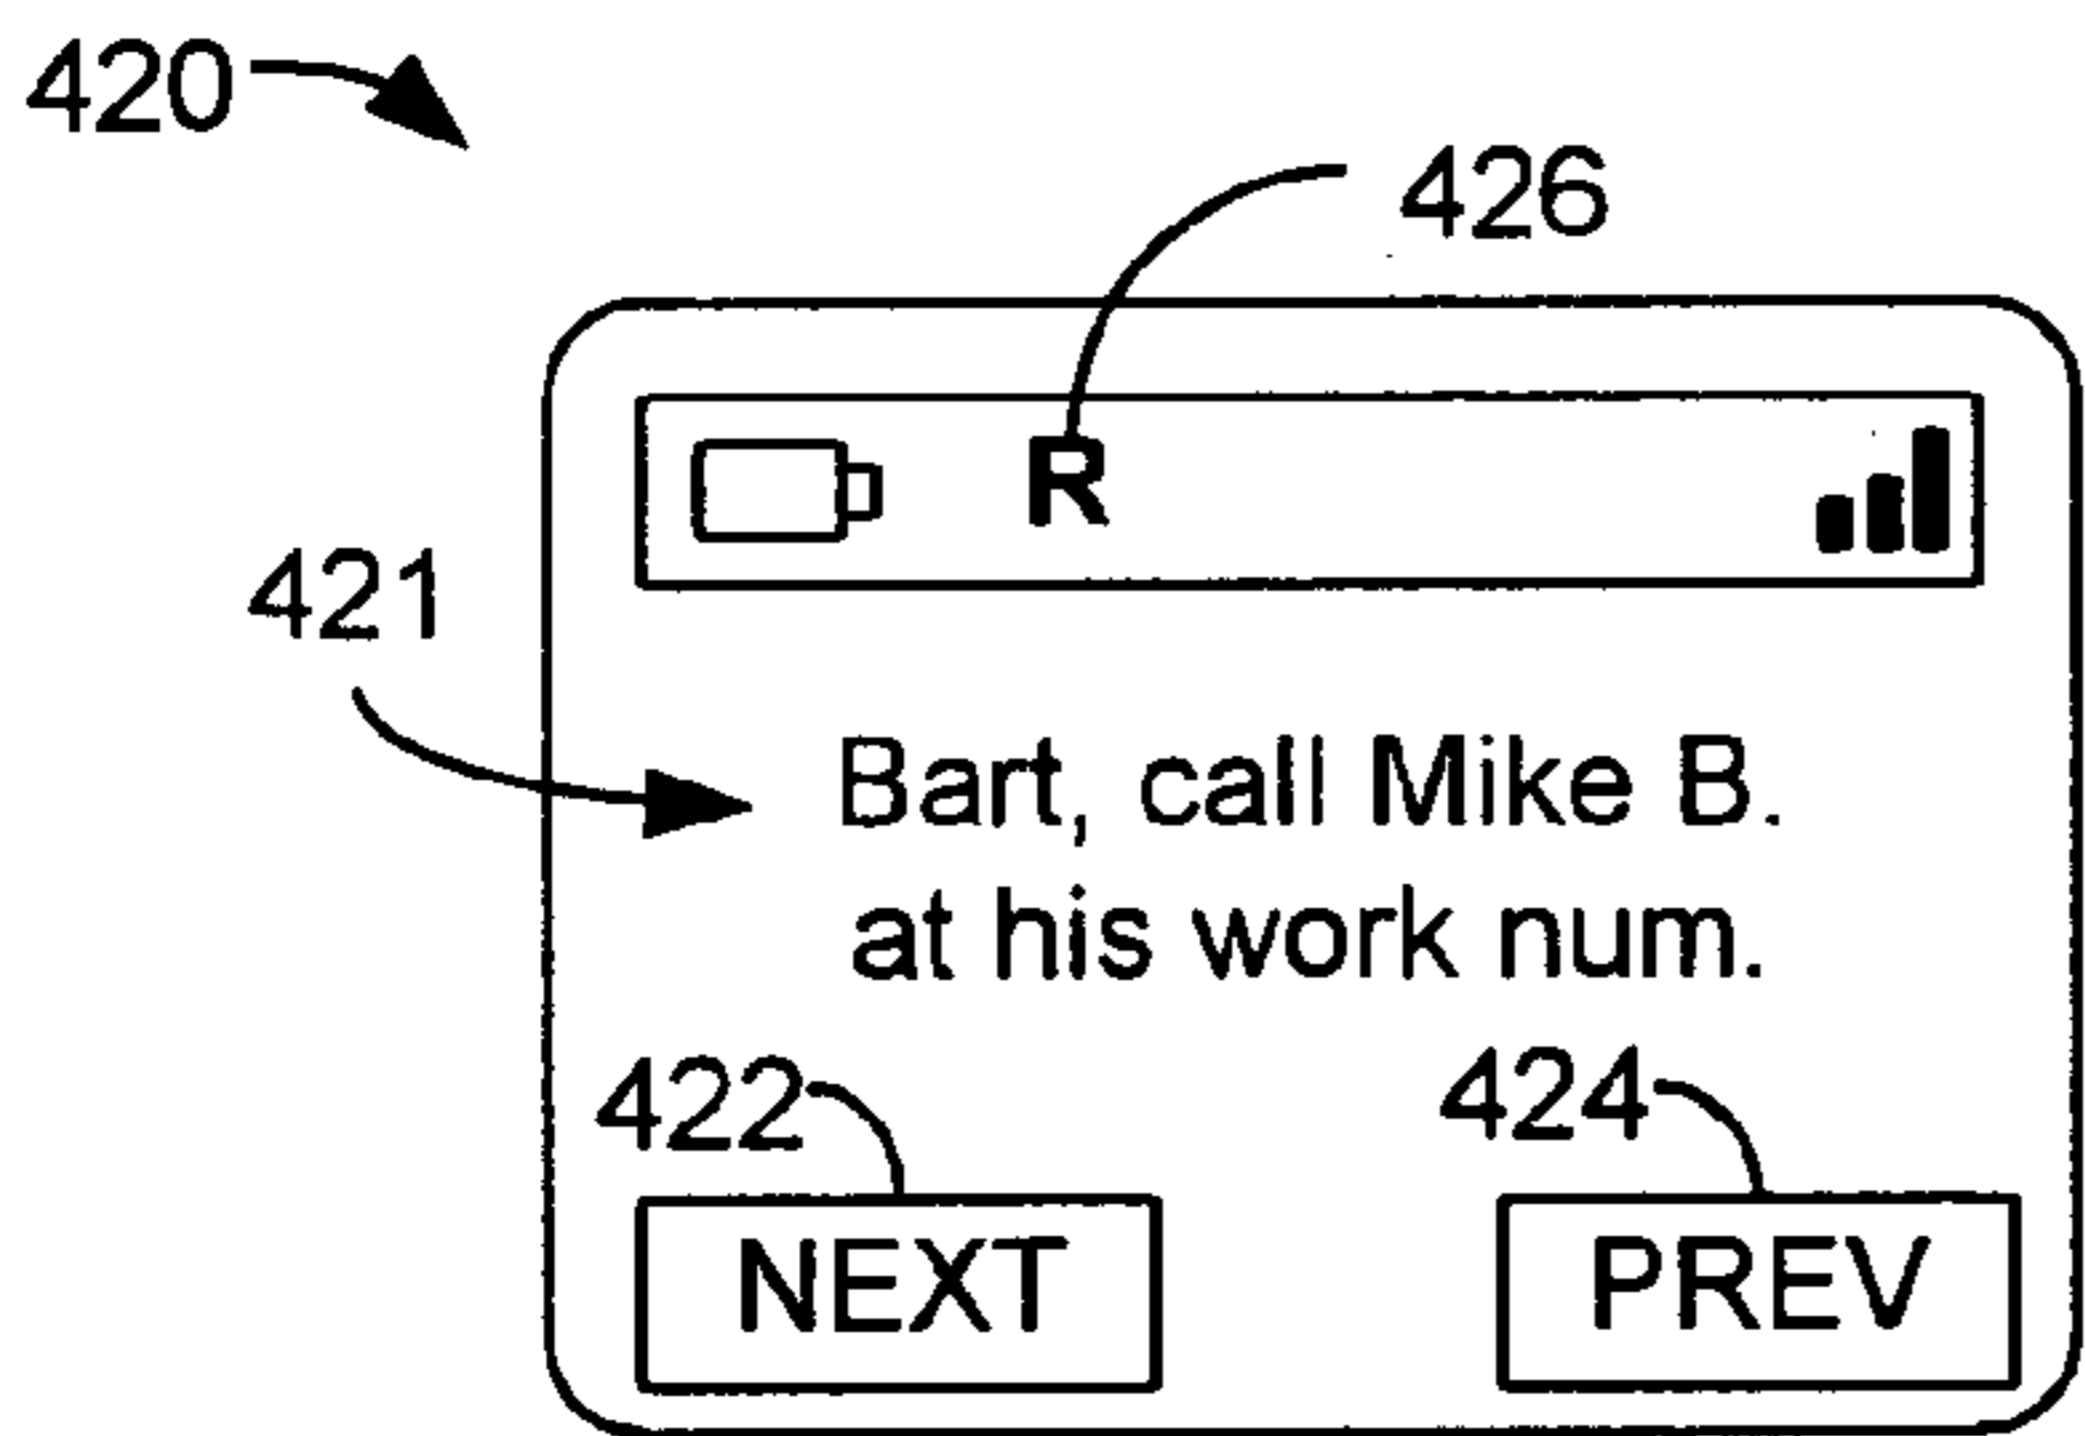 420
426
R
421
Bart, call Mike B.
at his work num.
422 424
NEXT PREV